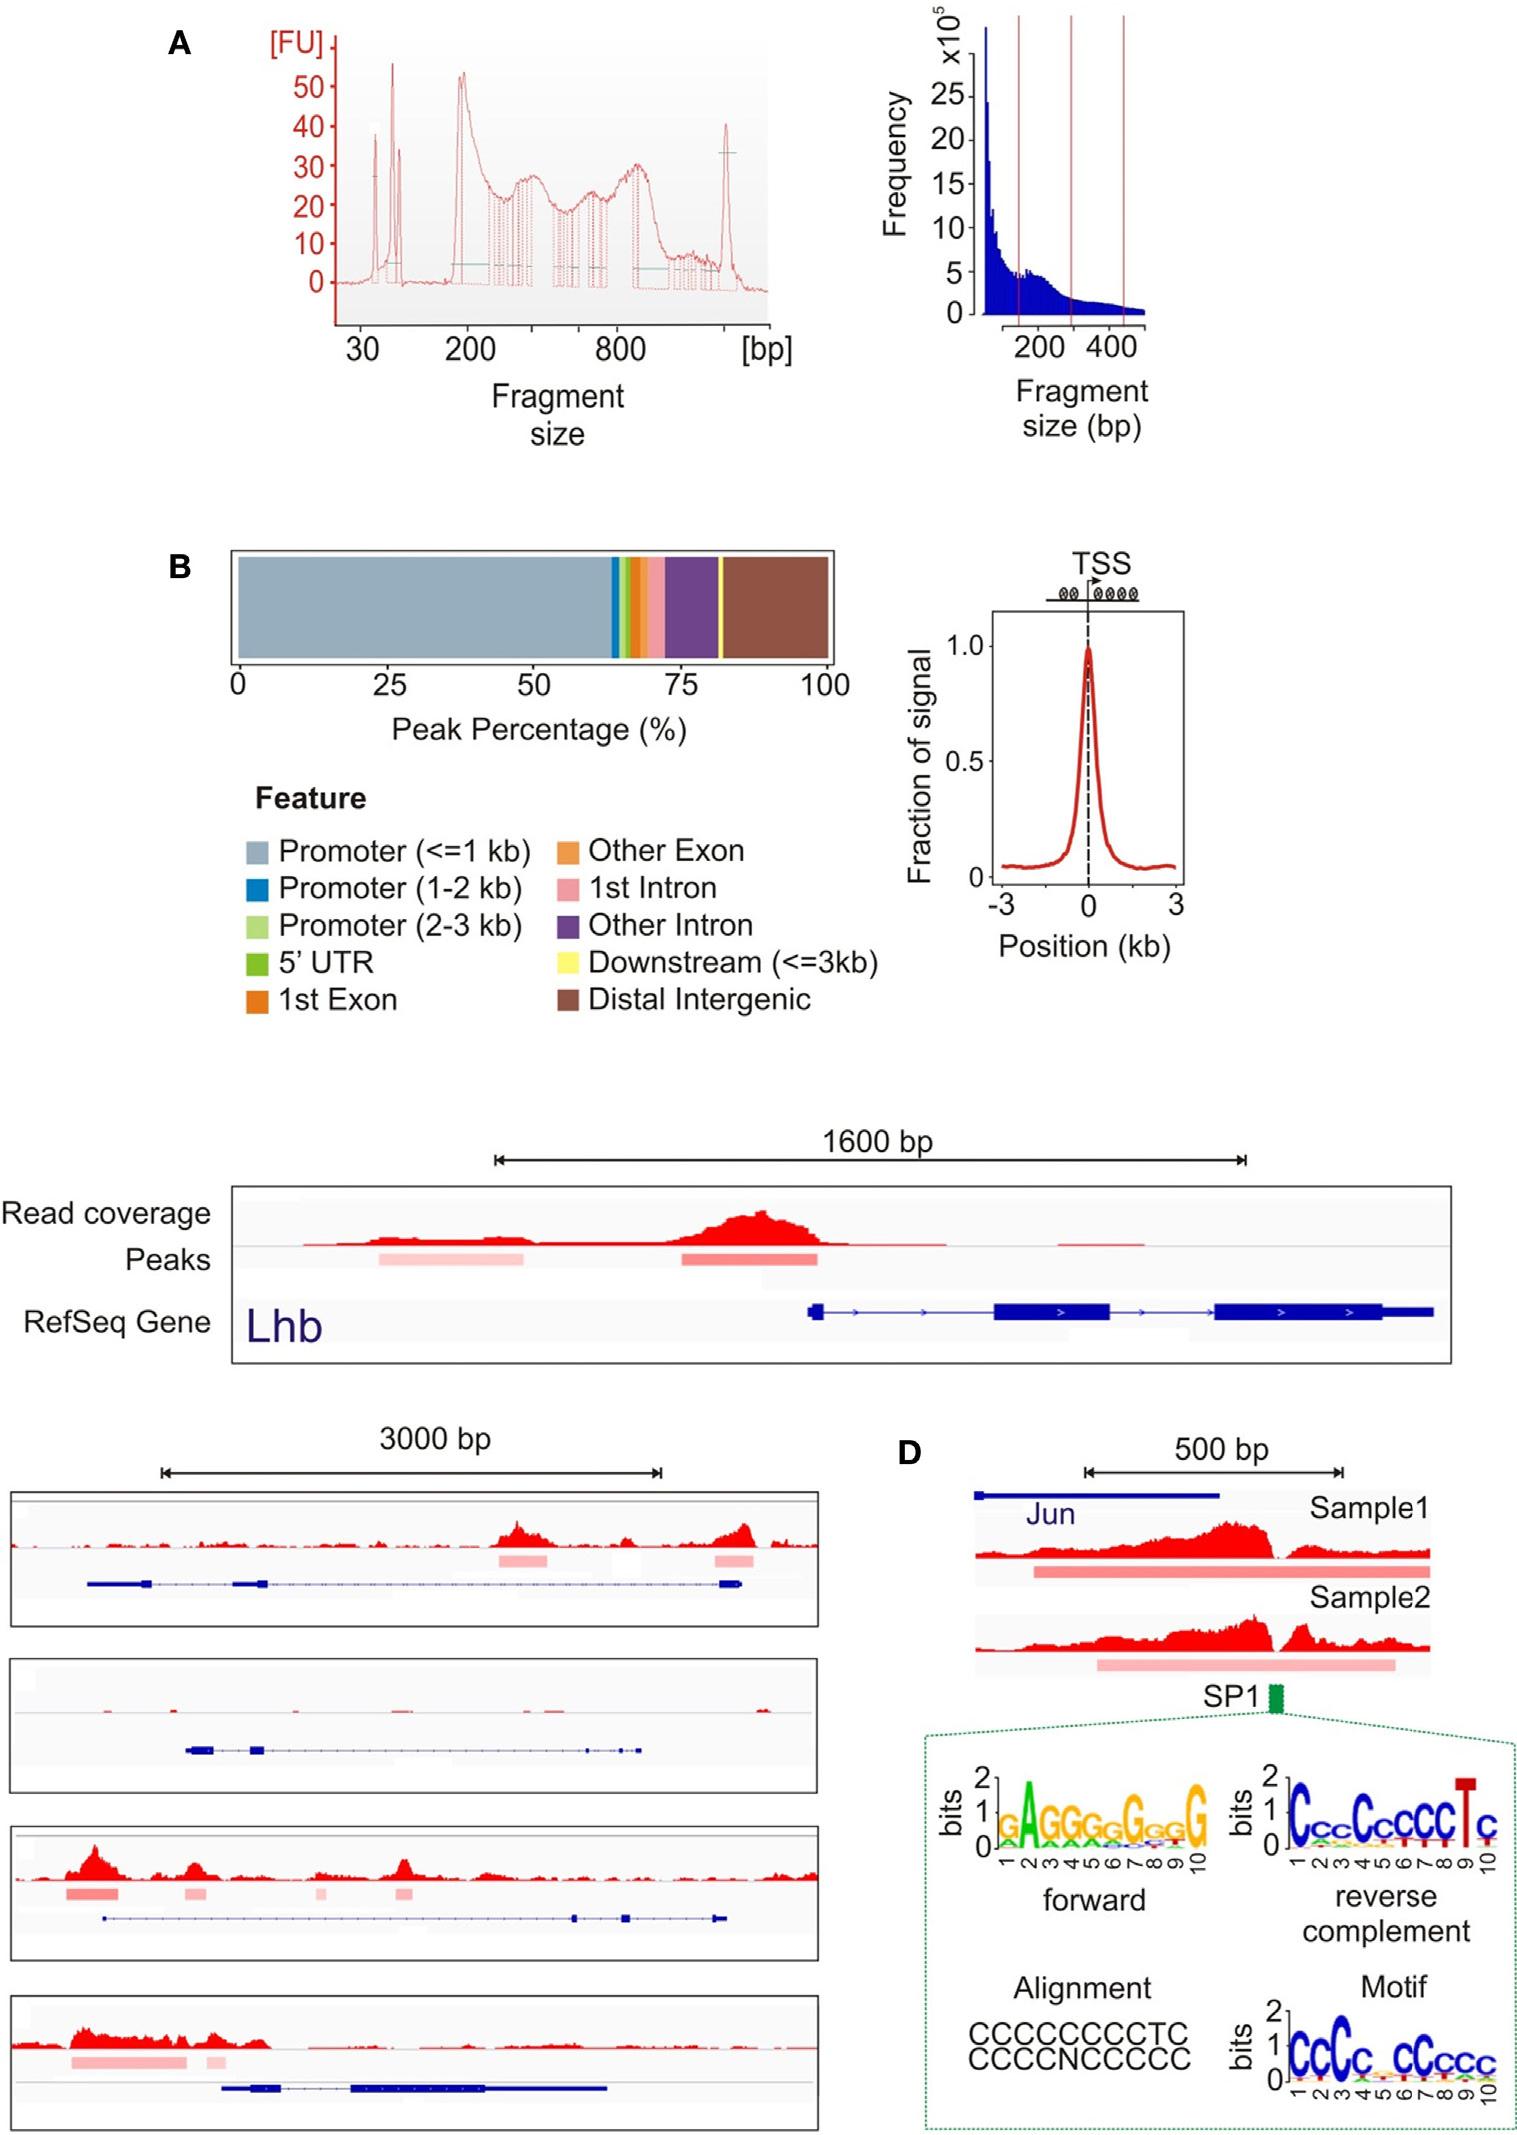 A
[FU]
50
40
30
20
10
0
30 200 800 [bp]
Fragment
size
x10⁵
25
20
15
10
5
0
Frequency
200 400
Fragment
size (bp)
B
0 25 50 75 100
Peak Percentage (%)
Feature
Promoter (<=1 kb)
Promoter (1-2 kb)
Promoter (2-3 kb)
5’ UTR
1st Exon
Other Exon
1st Intron
Other Intron
Downstream (<=3kb)
Distal Intergenic
TSS
1.0
0.5
0
Fraction of signal
-3 0 3
Position (kb)
1600 bp
Read coverage
Peaks
RefSeq Gene
Lhb
3000 bp
D
500 bp
Jun
Sample1
Sample2
SP1
2
1
0
bits
GAGGGGGGGG
1 2 3 4 5 6 7 8 9 10
forward
2
1
0
bits
CCCCCCCCTC
1 2 3 4 5 6 7 8 9 10
reverse
complement
Alignment
CCCCCCCCTC
CCCCNCCCCC
Motif
2
1
0
bits
CCCC CCCCC
1 2 3 4 5 6 7 8 9 10